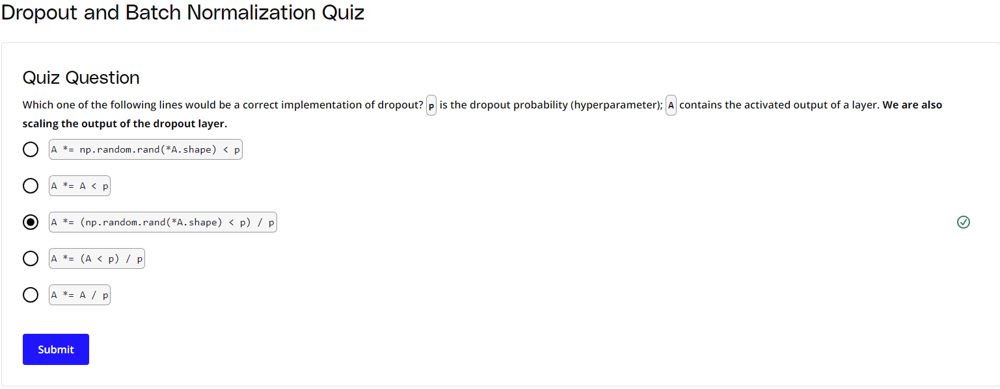 Dropout and Batch Normalization Quiz
Quiz Question
Which one of the following lines would be a correct implementation of dropout? p is the dropout probability (hyperparameter); A contains the activated output of a layer. We are also
scaling the output of the dropout layer.
A *= np.random.rand(*A.shape) < p
A *= A < p
A *= (np.random.rand(*A.shape) < p) / p
A *= (A < p) / p
A *= A / p
Submit